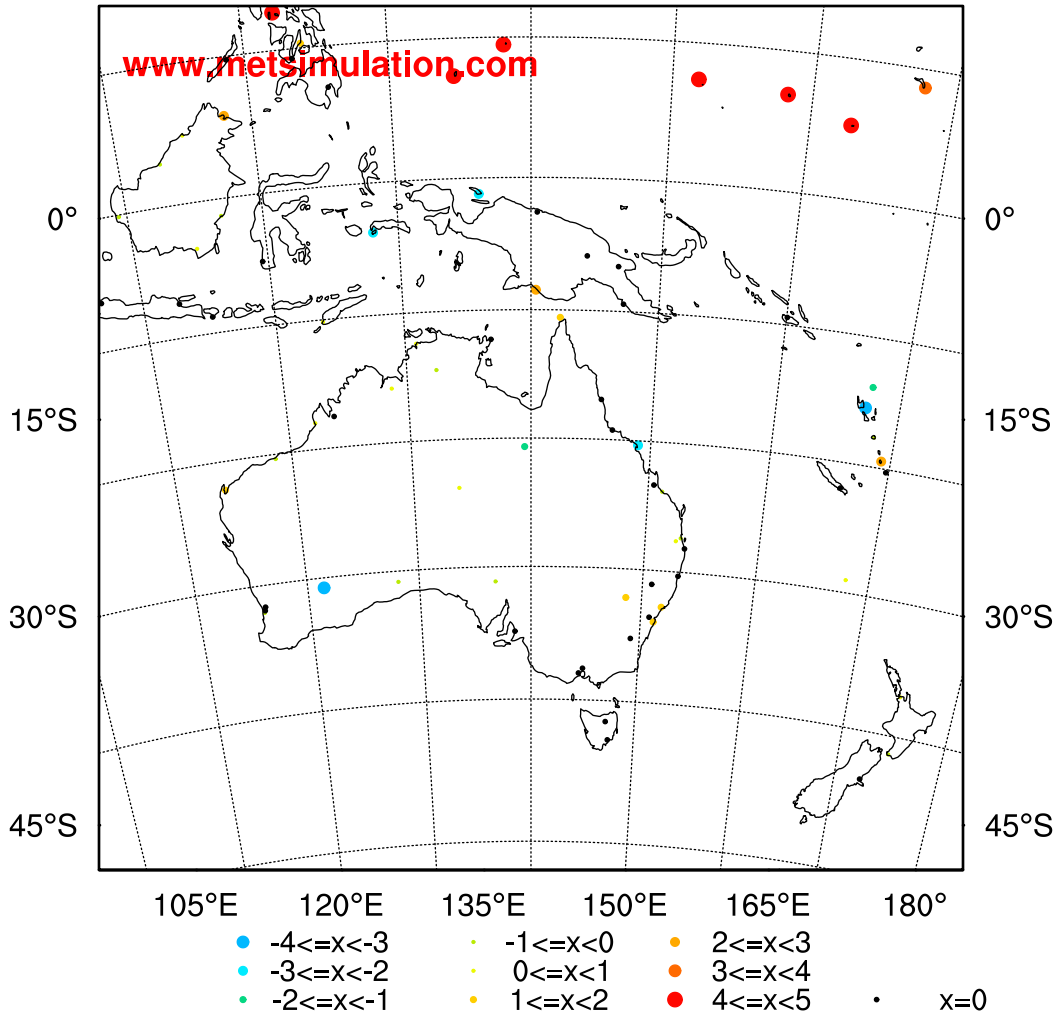 www.metsimulation.com
0° 0°
15°S 15°S
30°S 30°S
45°S 45°S
105°E 120°E 135°E 150°E 165°E 180°
-4<=x<-3 -1<=x<0 2<=x<3
-3<=x<-2 0<=x<1 3<=x<4
-2<=x<-1 1<=x<2 4<=x<5 x=0